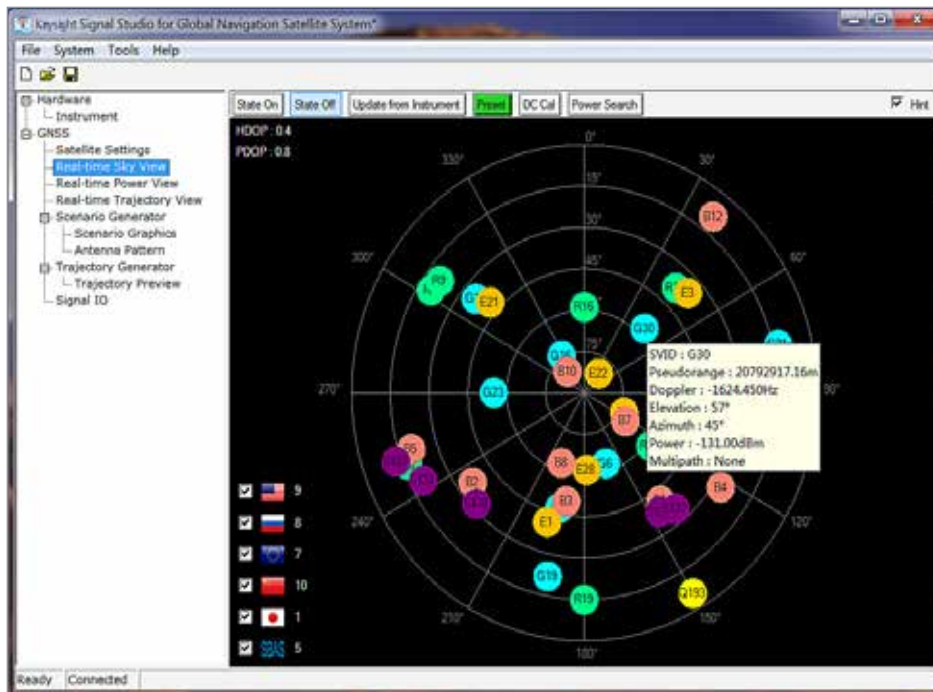 Keysight Signal Studio for Global Navigation Satellite System*
File System Tools Help
Hardware
Instrument
GNSS
Satellite Settings
Real-time Sky View
Real-time Power View
Real-time Trajectory View
Scenario Generator
Scenario Graphics
Antenna Pattern
Trajectory Generator
Trajectory Preview
Signal IO
State On State Off Update from Instrument Preset DC Cal Power Search Hint
HDOP : 0.4
PDOP : 0.8
0°
330° 30°
15°
B12
30°
300° 60°
45°
R9
E21 E3
R16
G30
75°
B10 E22
270° G23
B7
SVID : G30
Pseudorange : 20792917.16m
Doppler : -1624.450Hz
Elevation : 57°
Azimuth : 45°
Power : -131.00dBm
Multipath : None
B5
B8 E28 G6
B2 B4
B3
E1
240° 120°
G19
R19 Q193
210° 150°
180°
9
8
7
10
1
SBAS 5
Ready Connected